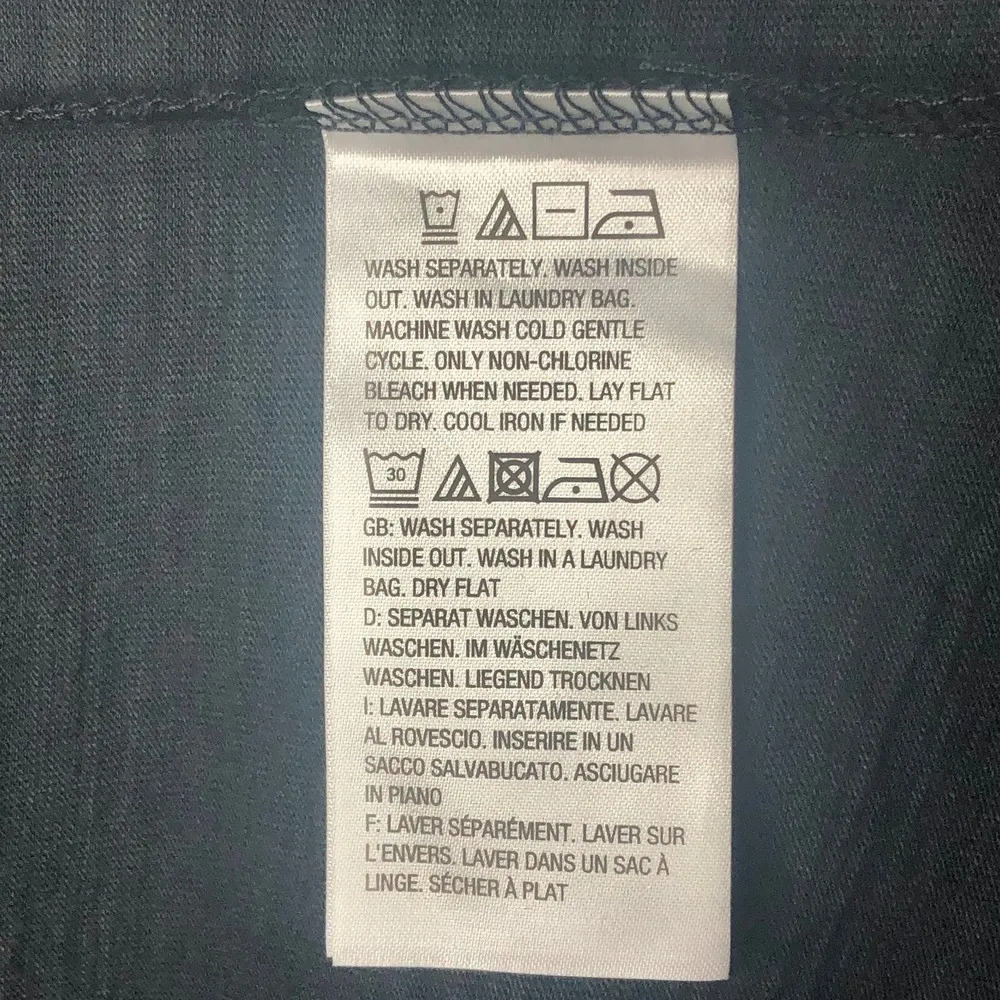 WASH SEPARATELY. WASH INSIDE
OUT. WASH IN LAUNDRY BAG.
MACHINE WASH COLD GENTLE
CYCLE. ONLY NON-CHLORINE
BLEACH WHEN NEEDED. LAY FLAT
TO DRY. COOL IRON IF NEEDED
30
GB: WASH SEPARATELY. WASH
INSIDE OUT. WASH IN A LAUNDRY
BAG. DRY FLAT
D: SEPARAT WASCHEN. VON LINKS
WASCHEN. IM WÄSCHENETZ
WASCHEN. LIEGEND TROCKNEN
I: LAVARE SEPARATAMENTE. LAVARE
AL ROVESCIO. INSERIRE IN UN
SACCO SALVABUCATO. ASCIUGARE
IN PIANO
F: LAVER SÉPARÉMENT. LAVER SUR
L'ENVERS. LAVER DANS UN SAC À
LINGE. SÉCHER À PLAT